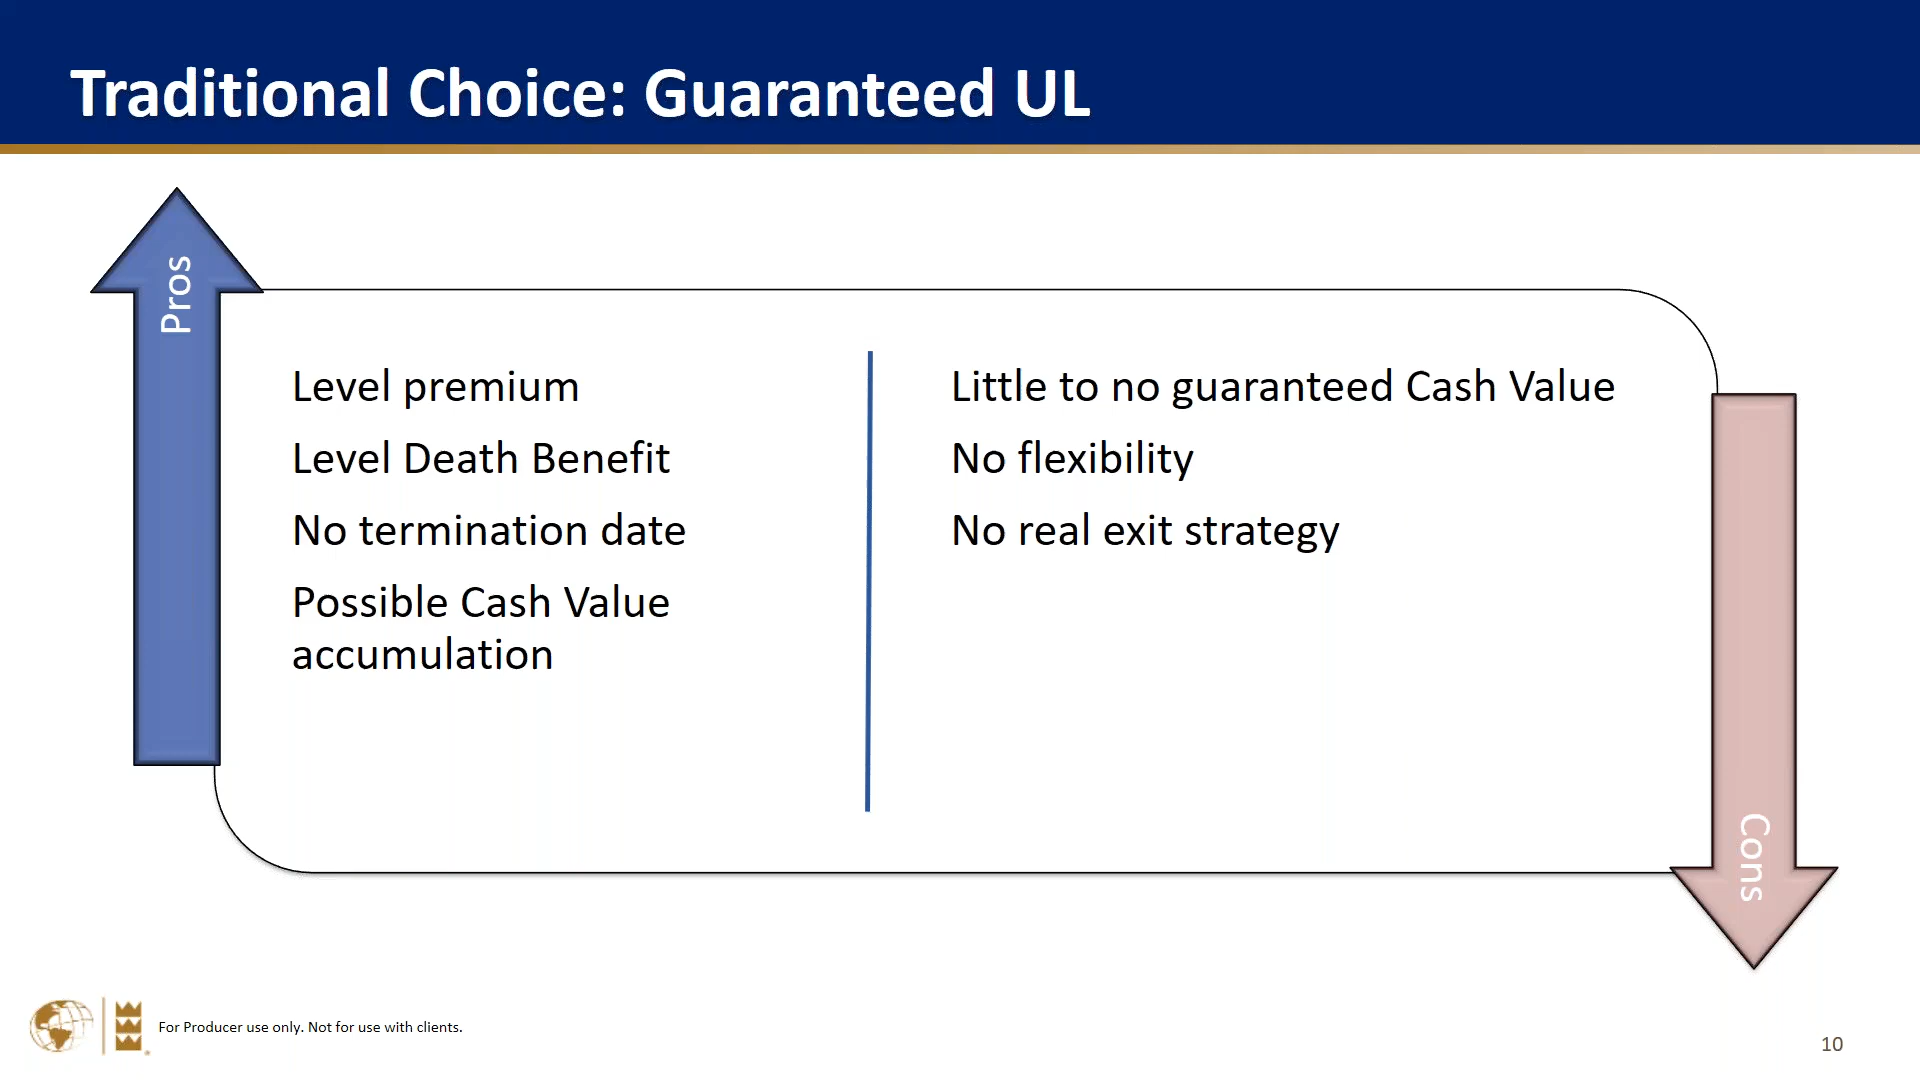 Traditional Choice: Guaranteed UL
Pros
Level premium
Level Death Benefit
No termination date
Possible Cash Value
accumulation
Little to no guaranteed Cash Value
No flexibility
No real exit strategy
Cons
For Producer use only. Not for use with clients.
10